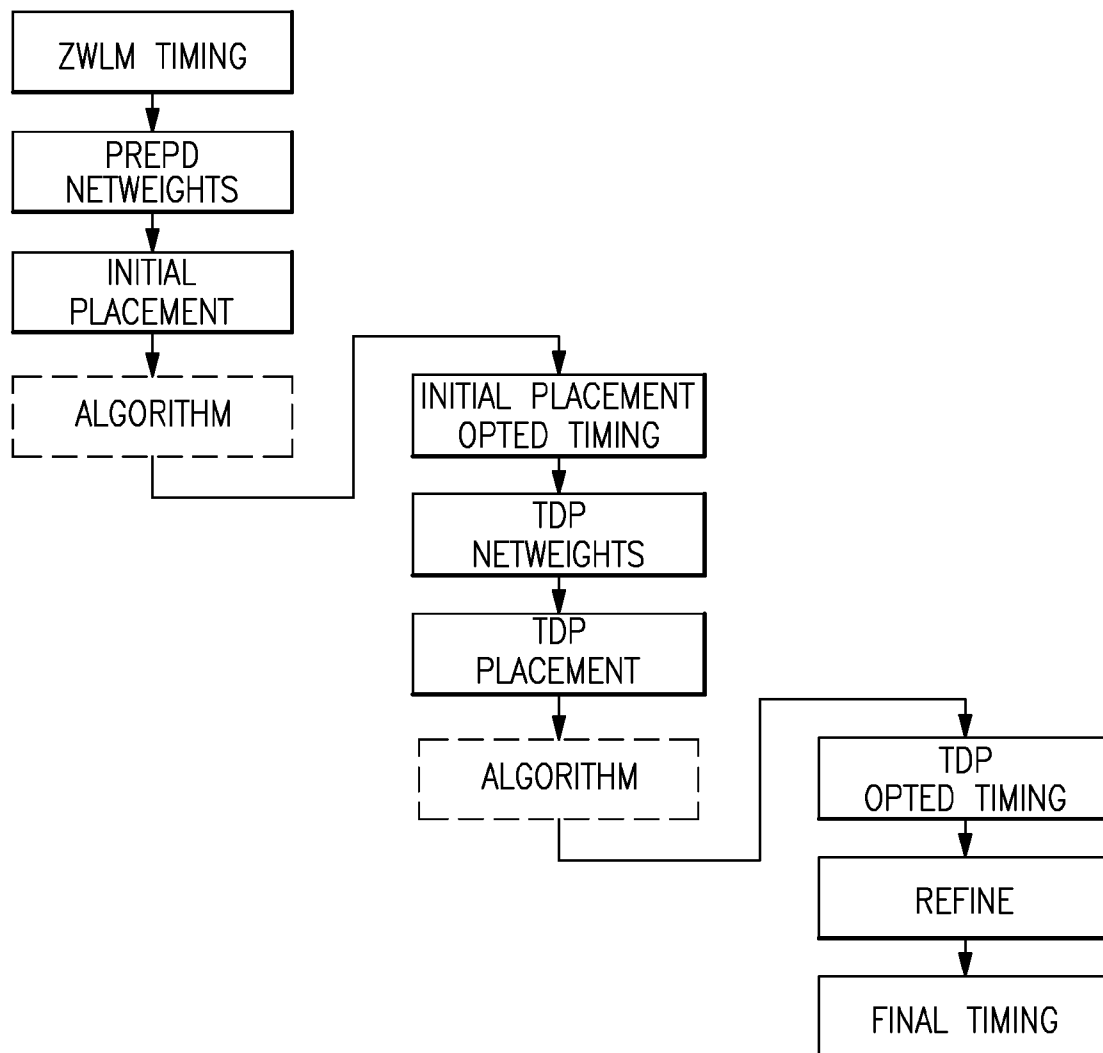 ZWLM TIMING
PREPD
NETWEIGHTS
INITIAL
PLACEMENT
ALGORITHM
INITIAL PLACEMENT
OPTED TIMING
TDP
NETWEIGHTS
TDP
PLACEMENT
ALGORITHM
TDP
OPTED TIMING
REFINE
FINAL TIMING